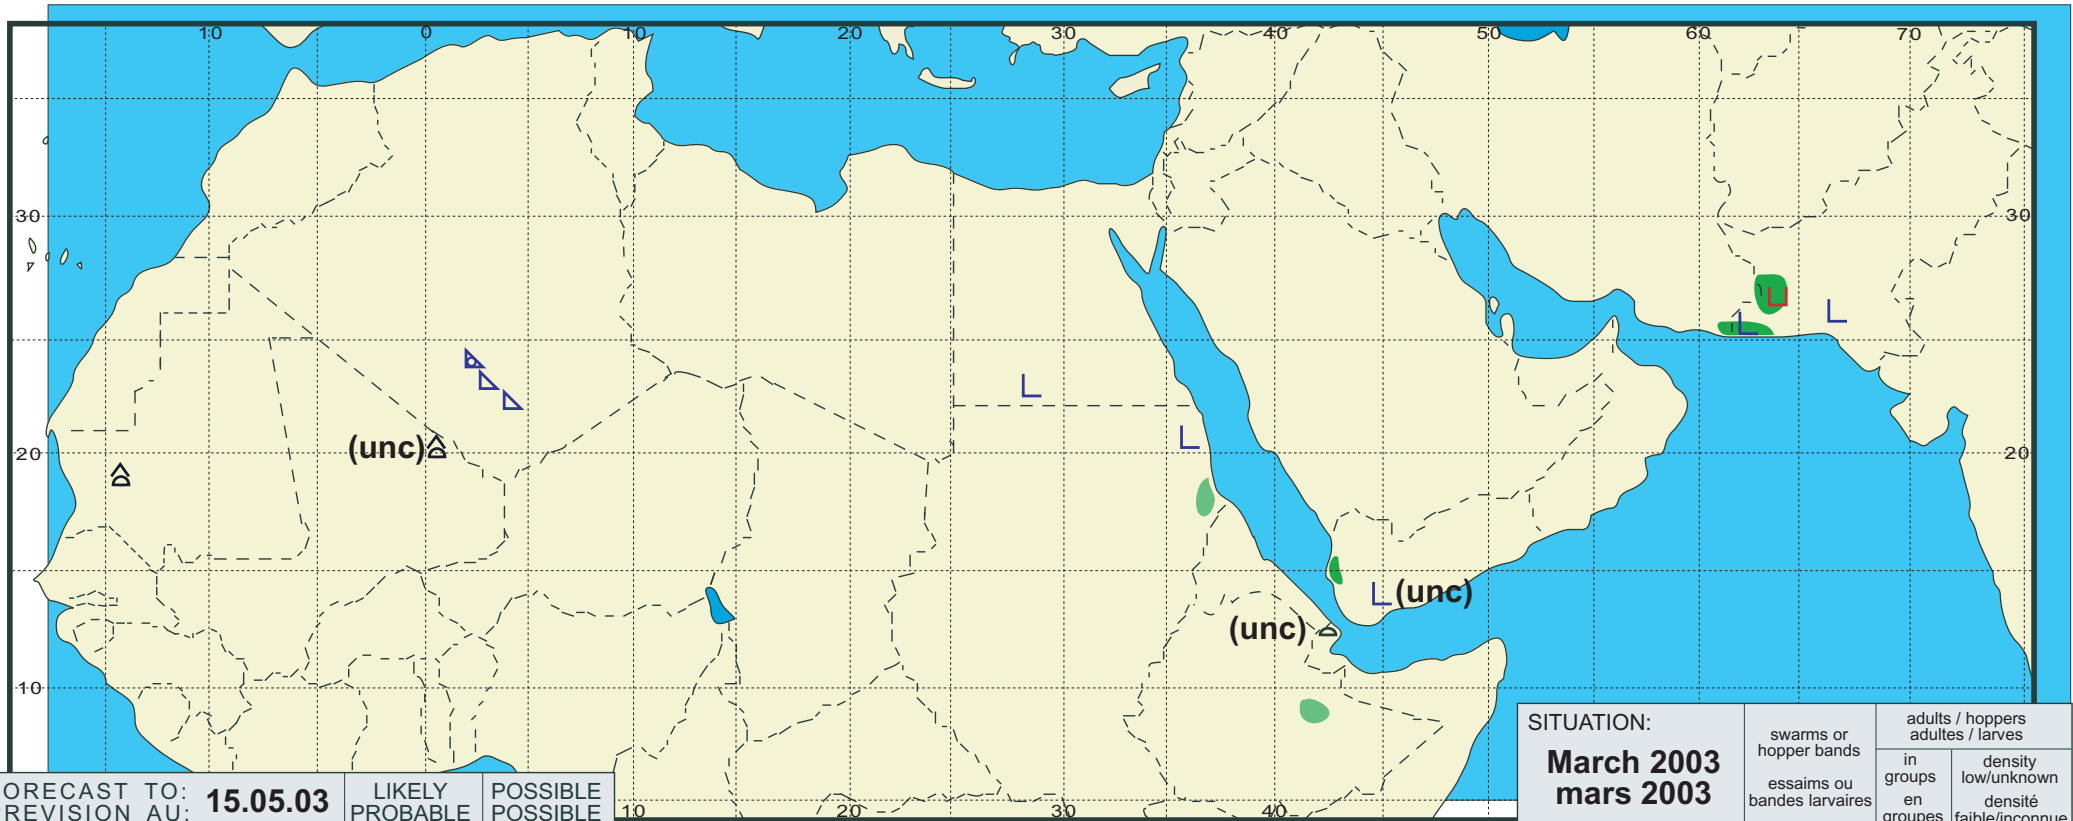 10 0 10 20 30 40 50 60 70
30 30
(unc)
20 20
(unc)
(unc)
10
10 20 30 40
ORECAST TO:
REVISION AU:
15.05.03
LIKELY
PROBABLE
POSSIBLE
POSSIBLE
SITUATION:
March 2003
mars 2003
swarms or
hopper bands
essaims ou
bandes larvaires
adults / hoppers
adultes / larves
in
groups
en
groupes
density
low/unknown
densité
faible/inconnue